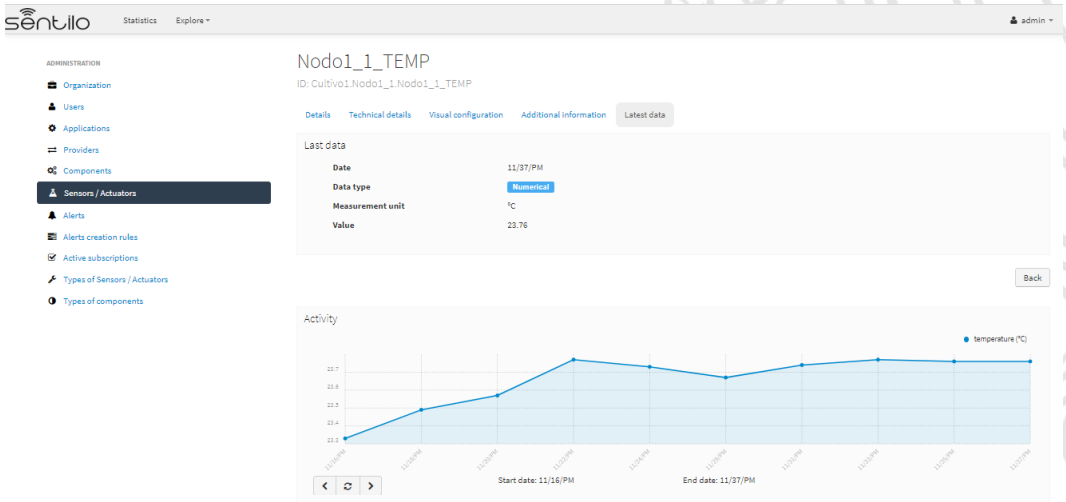 sentilo Statistics Explore admin
ADMINISTRATION
Organization
Users
Applications
Providers
Components
Sensors / Actuators
Alerts
Alerts creation rules
Active subscriptions
Types of Sensors / Actuators
Types of components
Nodo1_1_TEMP
ID: Cultivo1.Nodo1_1.Nodo1_1_TEMP
Details Technical details Visual configuration Additional information Latest data
Last data
Date 11/37/PM
Data type Numerical
Measurement unit ºC
Value 23.76
Back
Activity
temperature (ºC)
23.7
23.6
23.5
23.4
23.3
11/16/PM 11/18/PM 11/20/PM 11/22/PM 11/24/PM 11/29/PM 11/31/PM 11/33/PM 11/35/PM 11/37/PM
Start date: 11/16/PM End date: 11/37/PM